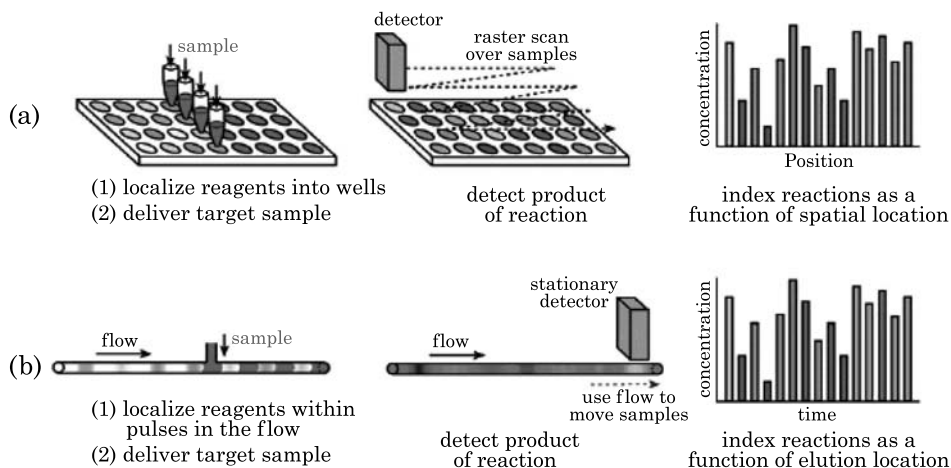 (a)
sample
(1) localize reagents into wells
(2) deliver target sample
detector
raster scan
over samples
detect product
of reaction
concentration
Position
index reactions as a
function of spatial location
(b)
flow
sample
(1) localize reagents within
pulses in the flow
(2) deliver target sample
stationary
detector
flow
use flow to
move samples
detect product
of reaction
concentration
time
index reactions as a
function of elution location